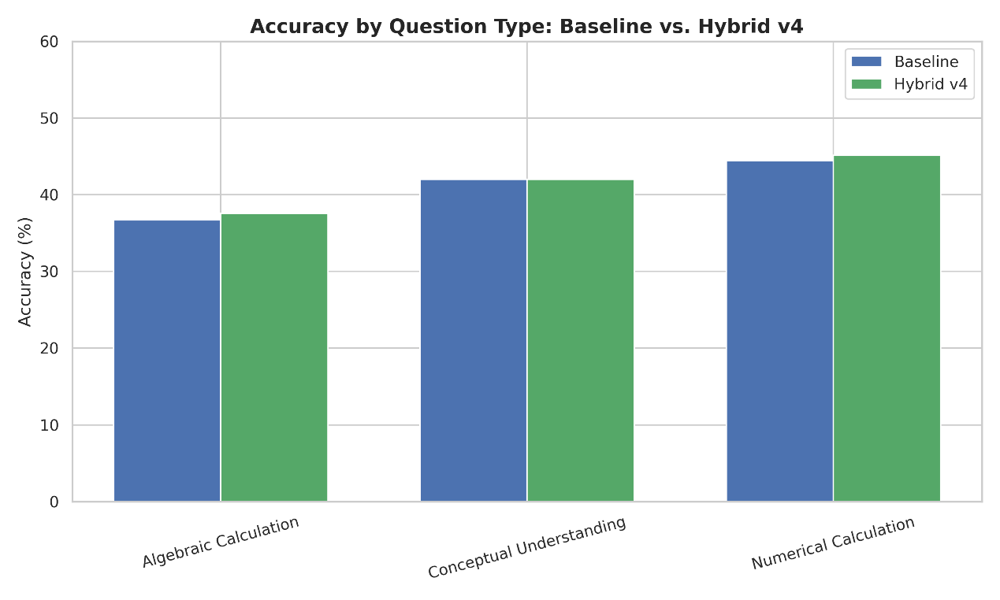 Accuracy by Question Type: Baseline vs. Hybrid v4
Baseline
Hybrid v4
Accuracy (%)
60
50
40
30
20
10
0
Algebraic Calculation
Conceptual Understanding
Numerical Calculation